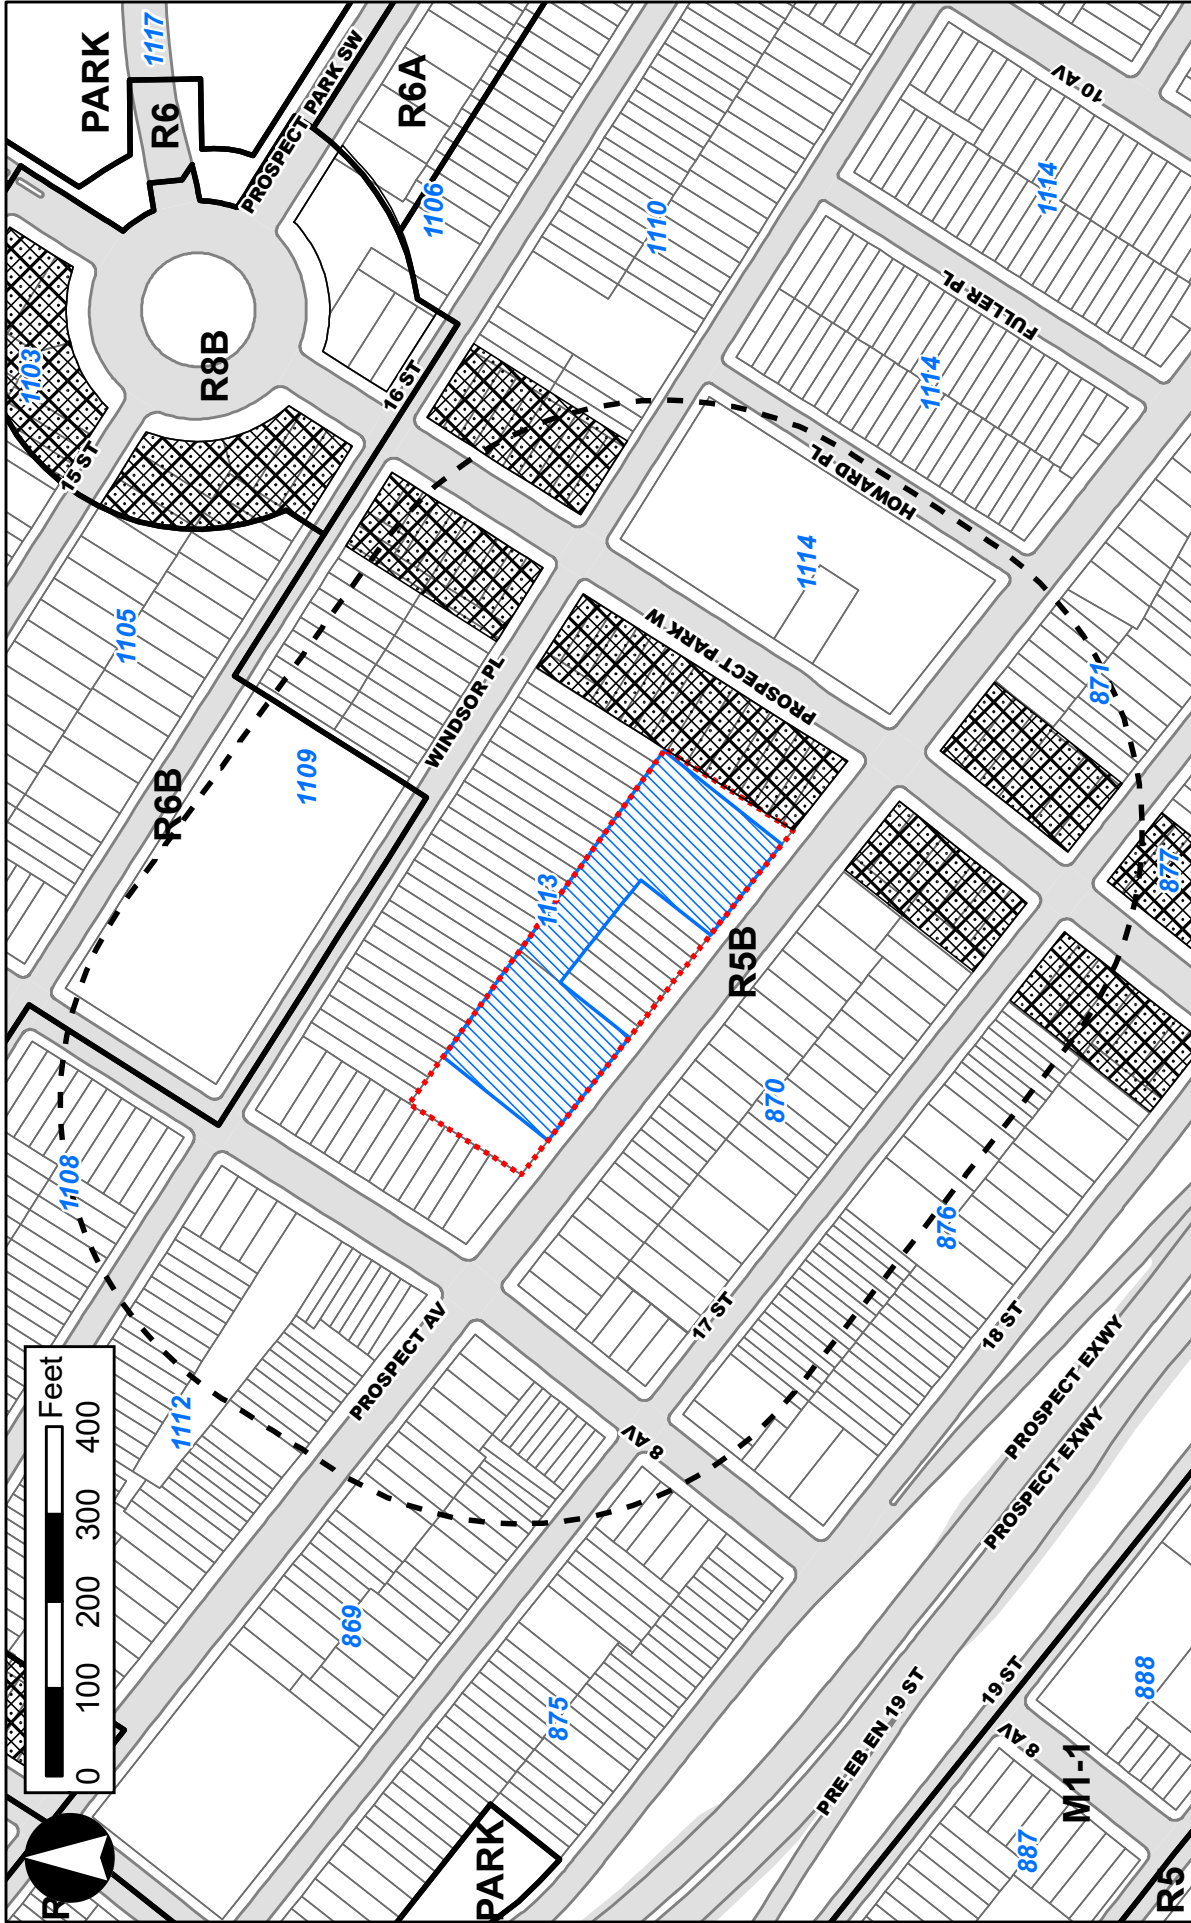 PARK
1117
R6
PROSPECT PARK SW
R6A
1106
10 AV
1114
1110
FULLER PL
1114
1103
R8B
16 ST
15 ST
HOWARD PL
1114
1105
PROSPECT PARK W
WINDSOR PL
871
R6B
1109
877
1113
R5B
870
876
1108
17 ST
18 ST
PROSPECT AV
PROSPECT EXWY
PROSPECT EXWY
1112
8 AV
Feet
0 100 200 300 400
869
875
PRE EB EN 19 ST
19 ST
888
8 AV
M1-1
PARK
887
R5
R